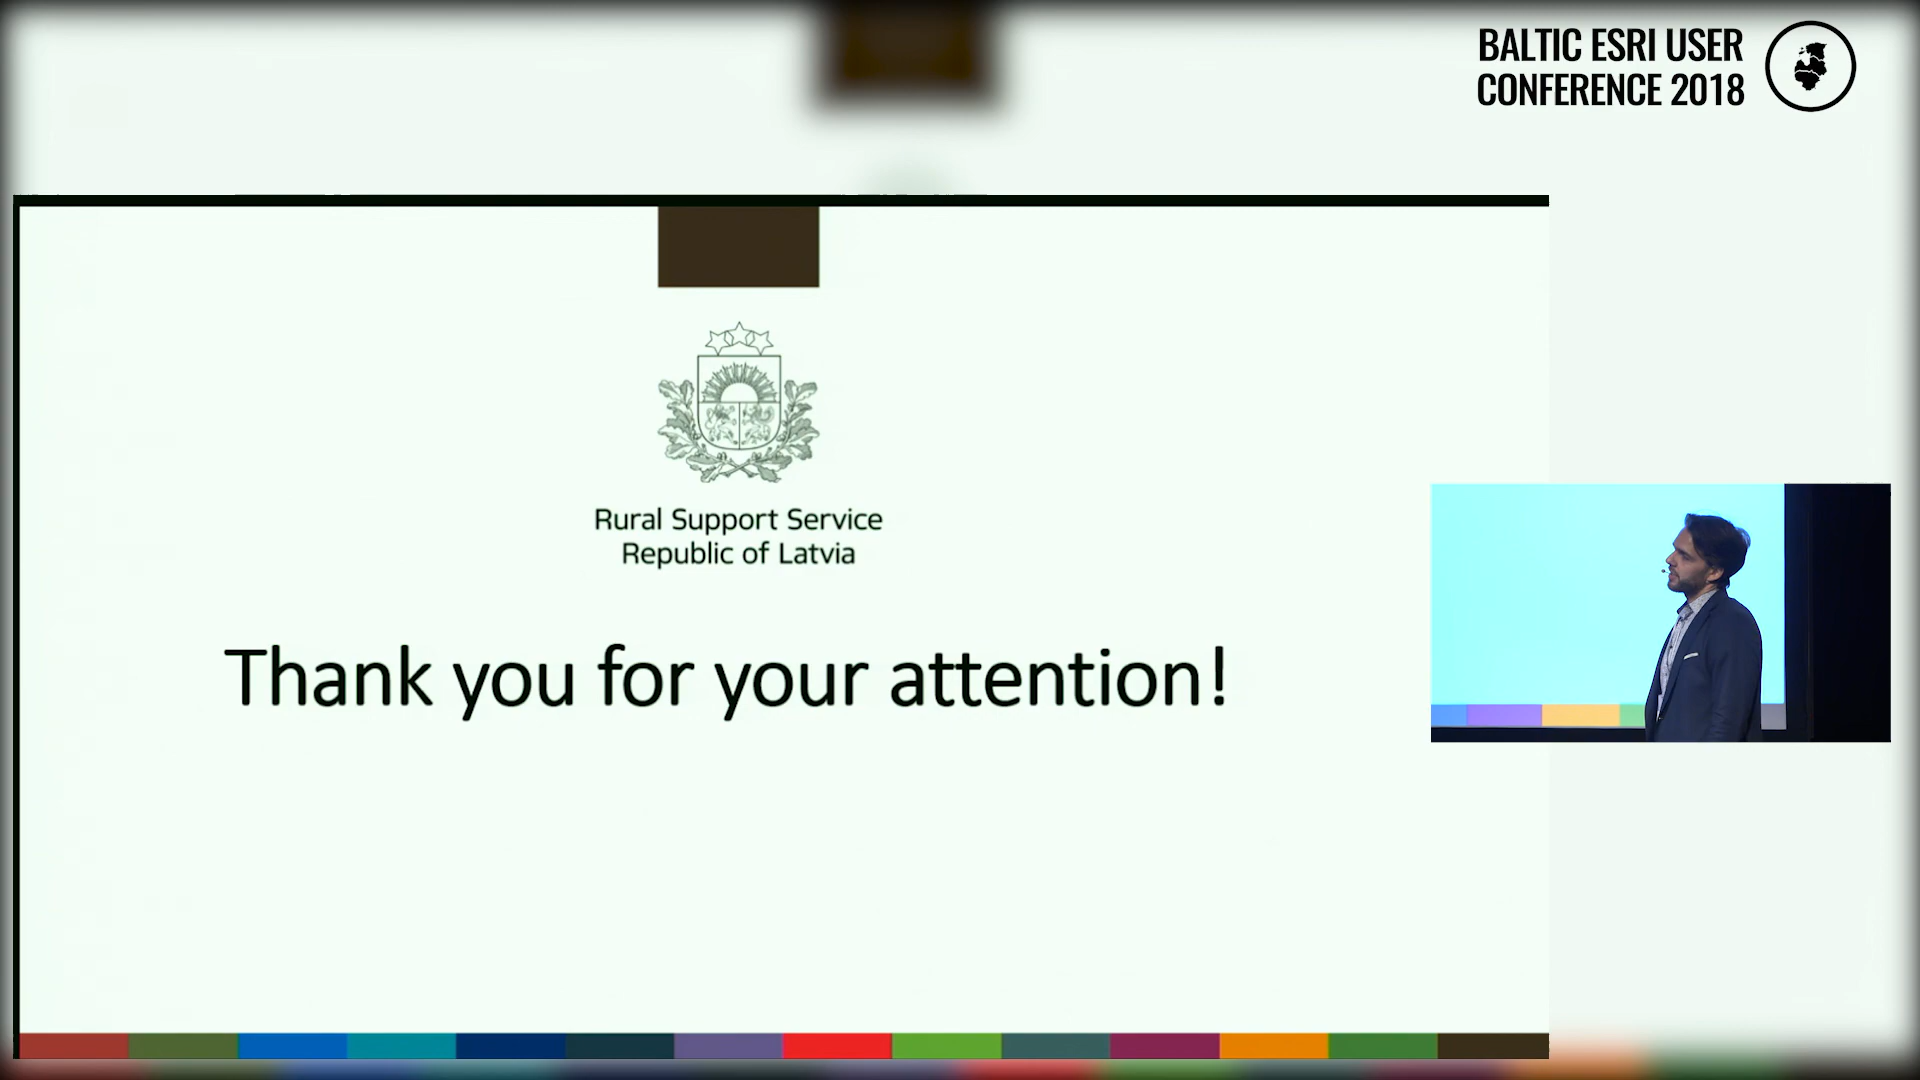 BALTIC ESRI USER
CONFERENCE 2018
Rural Support Service
Republic of Latvia
Thank you for your attention!